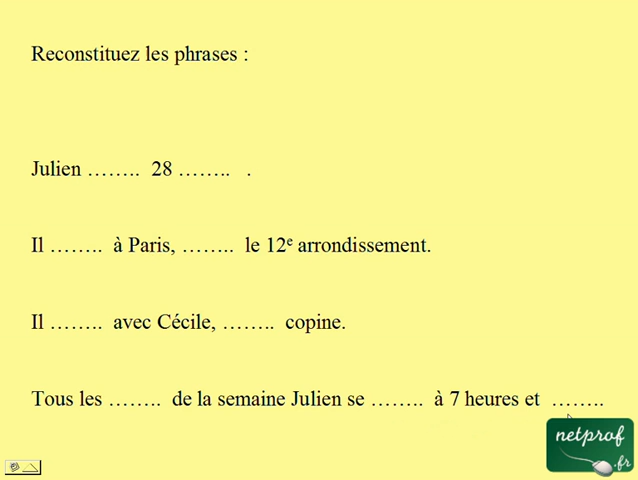 Reconstituez les phrases :
Julien …….. 28 …….. .
Il …….. à Paris, …….. le 12e arrondissement.
Il …….. avec Cécile, …….. copine.
Tous les …….. de la semaine Julien se …….. à 7 heures et ……..
netprof
.fr